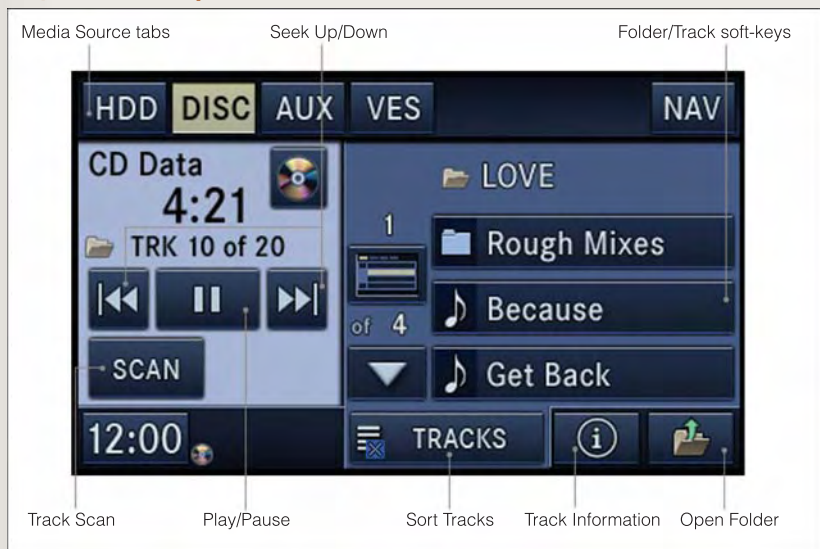 Media Source tabs
Seek Up/Down
Folder/Track soft-keys
HDD DISC AUX VES NAV
CD Data
4:21
TRK 10 of 20
SCAN
12:00
LOVE
1
of 4
Rough Mixes
Because
Get Back
TRACKS
i
Track Scan
Play/Pause
Sort Tracks
Track Information
Open Folder